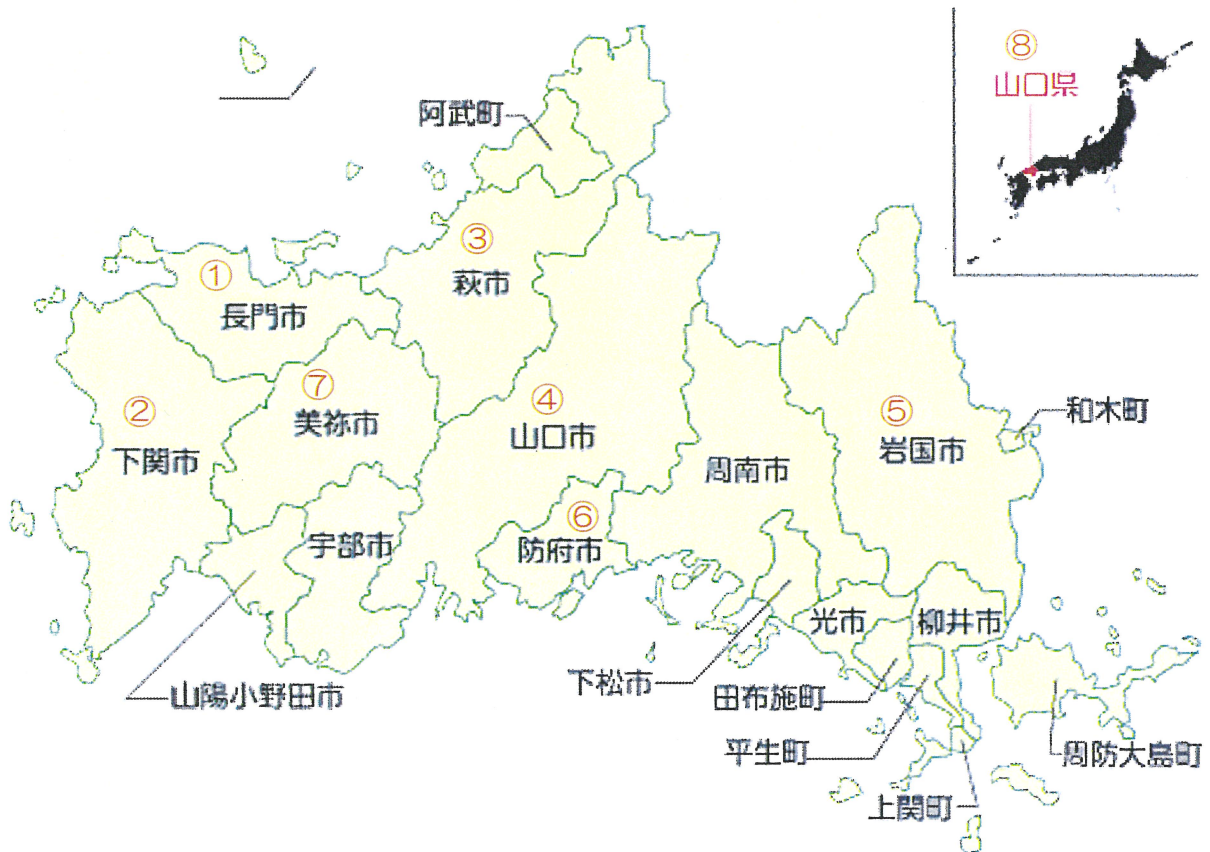 ⑧
山口県
阿武町
③
萩市
①
長門市
⑦
美祢市
②
下関市
④
山口市
⑤
岩国市
和木町
周南市
⑥
防府市
宇部市
光市
柳井市
山陽小野田市
下松市
田布施町
平生町
周防大島町
上関町